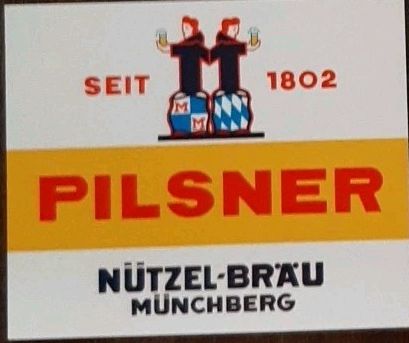 SEIT 1802
M
M
PILSNER
NÜTZEL-BRÄU
MÜNCHBERG